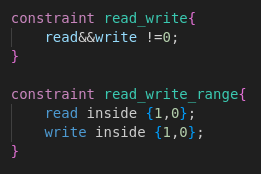 constraint read_write{
    read&&write !=0;
}
constraint read_write_range{
    read inside {1,0};
    write inside {1,0};
}